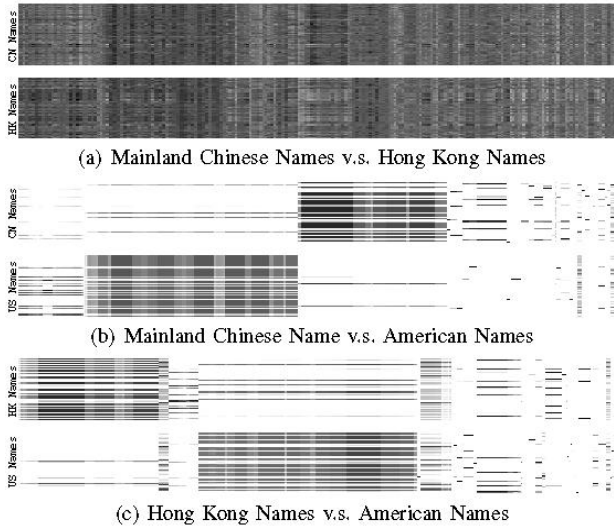 CN Names
HK Names
(a) Mainland Chinese Names v.s. Hong Kong Names
CN Names
US Names
(b) Mainland Chinese Name v.s. American Names
HK Names
US Names
(c) Hong Kong Names v.s. American Names